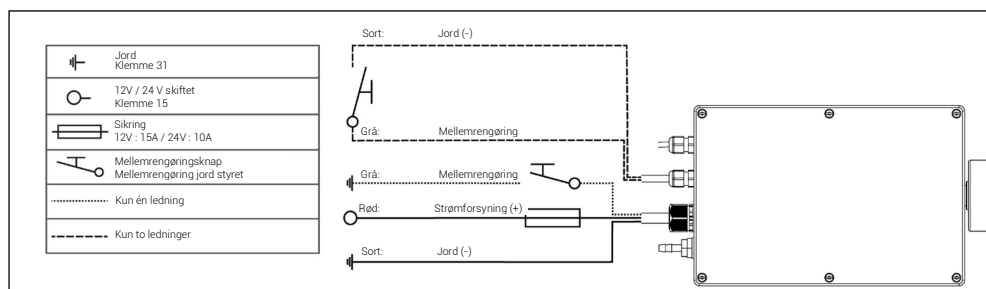 Jord
Klemme 31
12V / 24 V skiftet
Klemme 15
Sikring
12V : 15A / 24V : 10A
Mellemrengøringsknap
Mellemrengøring jord styret
Kun én ledning
Kun to ledninger
Sort: Jord (-)
Grå: Mellemrengøring
Grå: Mellemrengøring
Rød: Strømforsyning (+)
Sort: Jord (-)